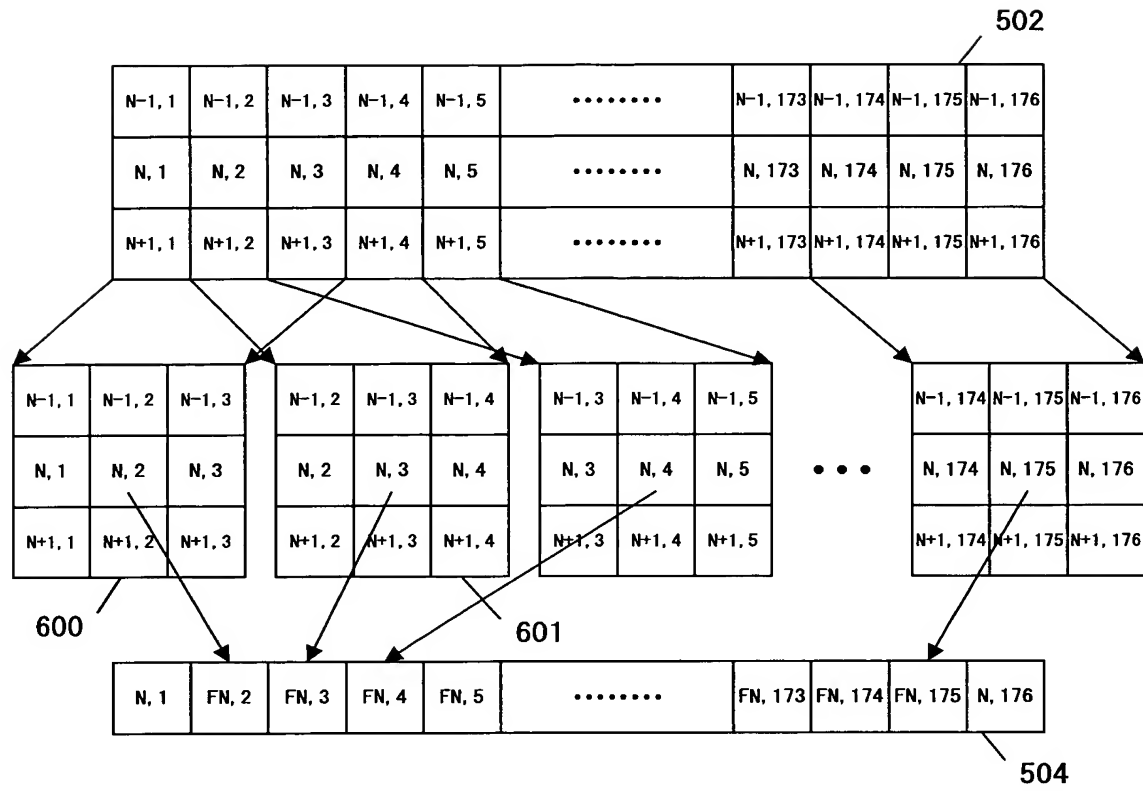 502
N-1, 1 N-1, 2 N-1, 3 N-1, 4 N-1, 5 ········ N-1, 173 N-1, 174 N-1, 175 N-1, 176
N, 1 N, 2 N, 3 N, 4 N, 5 ········ N, 173 N, 174 N, 175 N, 176
N+1, 1 N+1, 2 N+1, 3 N+1, 4 N+1, 5 ········ N+1, 173 N+1, 174 N+1, 175 N+1, 176
N-1, 1 N-1, 2 N-1, 3 N-1, 2 N-1, 3 N-1, 4 N-1, 3 N-1, 4 N-1, 5 N-1, 174 N-1, 175 N-1, 176
N, 1 N, 2 N, 3 N, 2 N, 3 N, 4 N, 3 N, 4 N, 5 ··· N, 174 N, 175 N, 176
N+1, 1 N+1, 2 N+1, 3 N+1, 2 N+1, 3 N+1, 4 N+1, 3 N+1, 4 N+1, 5 N+1, 174 N+1, 175 N+1, 176
600 601
N, 1 FN, 2 FN, 3 FN, 4 FN, 5 ········ FN, 173 FN, 174 FN, 175 N, 176
504